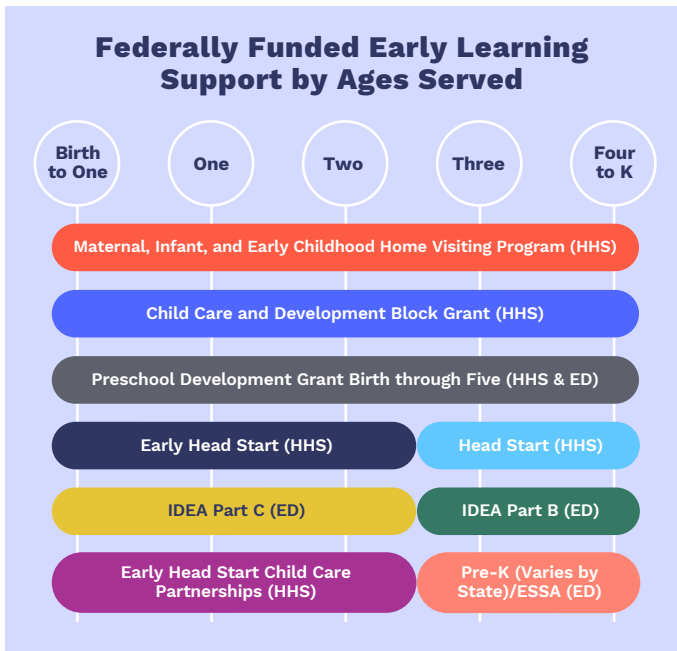 Federally Funded Early Learning
Support by Ages Served
Birth
to One
One
Two
Three
Four
to K
Maternal, Infant, and Early Childhood Home Visiting Program (HHS)
Child Care and Development Block Grant (HHS)
Preschool Development Grant Birth through Five (HHS & ED)
Early Head Start (HHS)
Head Start (HHS)
IDEA Part C (ED)
IDEA Part B (ED)
Early Head Start Child Care
Partnerships (HHS)
Pre-K (Varies by
State)/ESSA (ED)